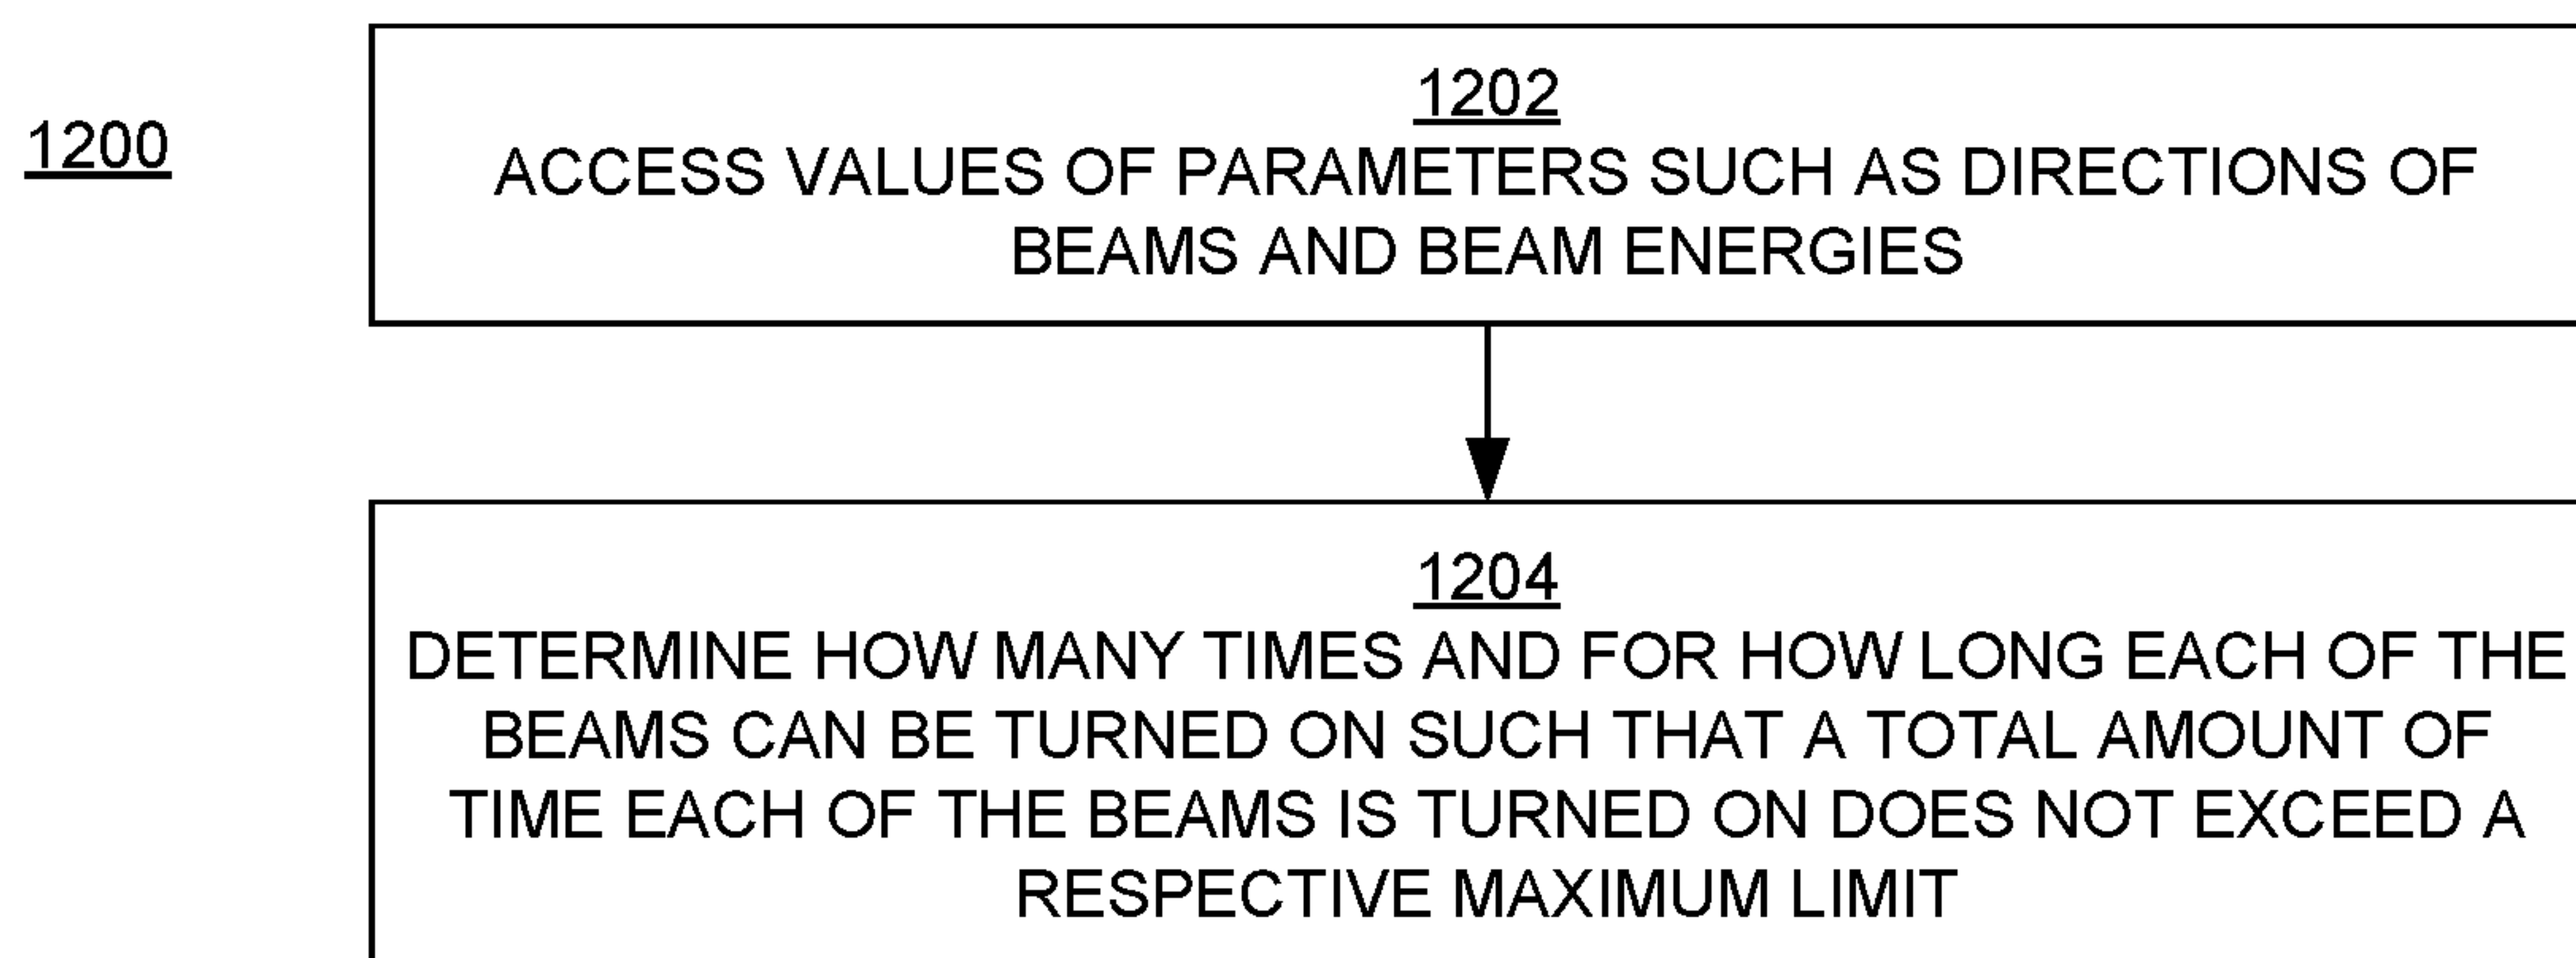 1200
1202
ACCESS VALUES OF PARAMETERS SUCH AS DIRECTIONS OF
BEAMS AND BEAM ENERGIES
1204
DETERMINE HOW MANY TIMES AND FOR HOW LONG EACH OF THE
BEAMS CAN BE TURNED ON SUCH THAT A TOTAL AMOUNT OF
TIME EACH OF THE BEAMS IS TURNED ON DOES NOT EXCEED A
RESPECTIVE MAXIMUM LIMIT